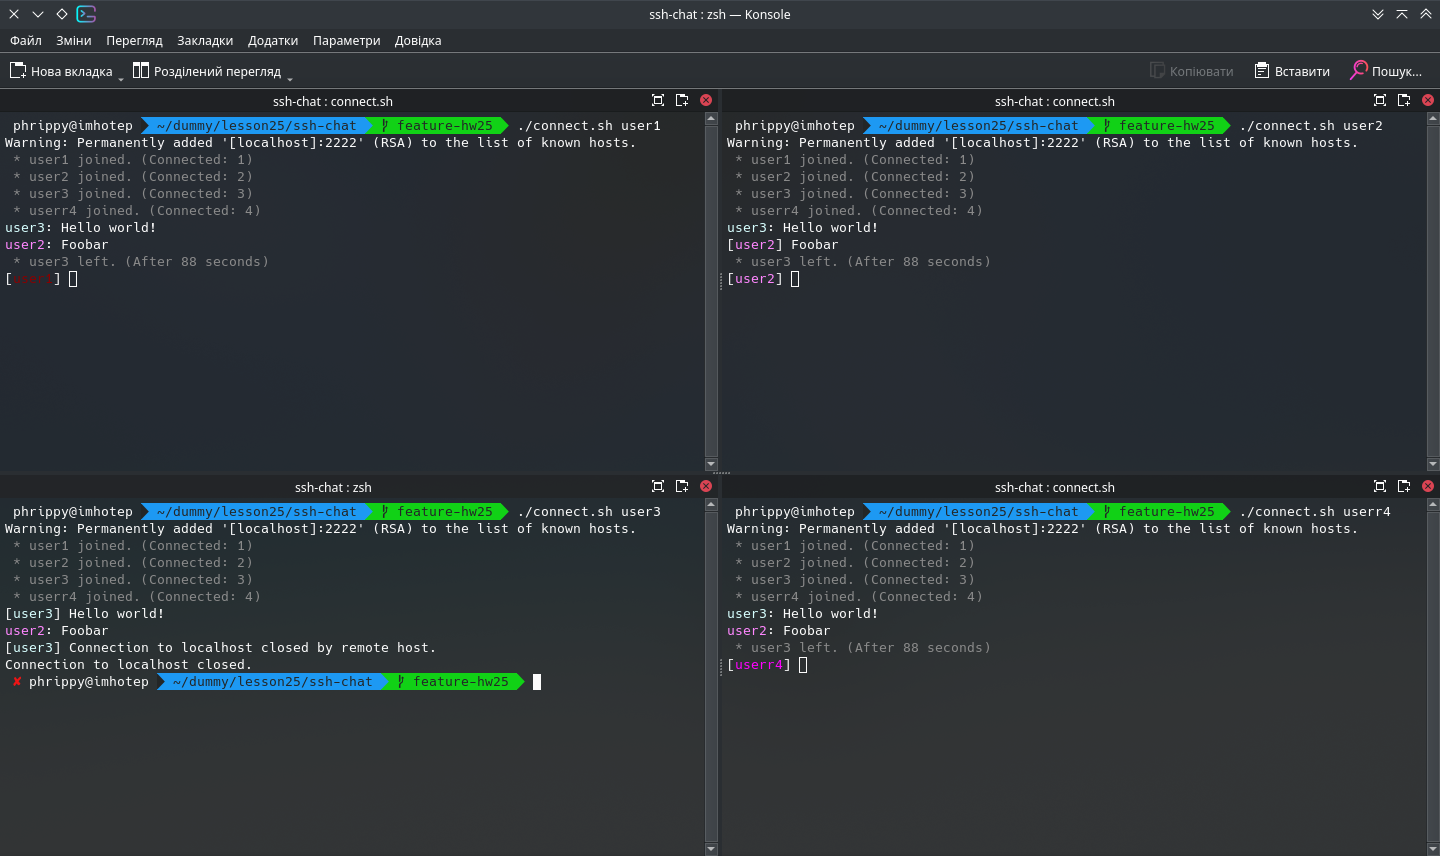 ssh-chat : zsh — Konsole
Файл Зміни Перегляд Закладки Додатки Параметри Довідка
Нова вкладка Розділений перегляд Копіювати Вставити Пошук...
ssh-chat : connect.sh
phrippy@imhotep ~/dummy/lesson25/ssh-chat feature-hw25 ./connect.sh user1
Warning: Permanently added '[localhost]:2222' (RSA) to the list of known hosts.
* user1 joined. (Connected: 1)
* user2 joined. (Connected: 2)
* user3 joined. (Connected: 3)
* userr4 joined. (Connected: 4)
user3: Hello world!
user2: Foobar
* user3 left. (After 88 seconds)
[user1]
ssh-chat : connect.sh
phrippy@imhotep ~/dummy/lesson25/ssh-chat feature-hw25 ./connect.sh user2
Warning: Permanently added '[localhost]:2222' (RSA) to the list of known hosts.
* user1 joined. (Connected: 1)
* user2 joined. (Connected: 2)
* user3 joined. (Connected: 3)
* userr4 joined. (Connected: 4)
user3: Hello world!
[user2] Foobar
* user3 left. (After 88 seconds)
[user2]
ssh-chat : zsh
phrippy@imhotep ~/dummy/lesson25/ssh-chat feature-hw25 ./connect.sh user3
Warning: Permanently added '[localhost]:2222' (RSA) to the list of known hosts.
* user1 joined. (Connected: 1)
* user2 joined. (Connected: 2)
* user3 joined. (Connected: 3)
* userr4 joined. (Connected: 4)
[user3] Hello world!
user2: Foobar
[user3] Connection to localhost closed by remote host.
Connection to localhost closed.
✘ phrippy@imhotep ~/dummy/lesson25/ssh-chat feature-hw25
ssh-chat : connect.sh
phrippy@imhotep ~/dummy/lesson25/ssh-chat feature-hw25 ./connect.sh userr4
Warning: Permanently added '[localhost]:2222' (RSA) to the list of known hosts.
* user1 joined. (Connected: 1)
* user2 joined. (Connected: 2)
* user3 joined. (Connected: 3)
* userr4 joined. (Connected: 4)
user3: Hello world!
user2: Foobar
* user3 left. (After 88 seconds)
[userr4]